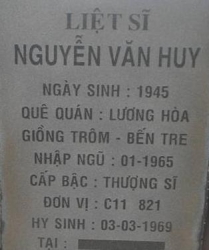 LIỆT SĨ
NGUYỄN VĂN HUY
NGÀY SINH : 1945
QUÊ QUÁN : LƯƠNG HÒA
GIỒNG TRÔM - BẾN TRE
NHẬP NGŨ : 01-1965
CẤP BẬC : THƯỢNG SĨ
ĐƠN VỊ : C11 821
HY SINH : 03-03-1969
TẠI :